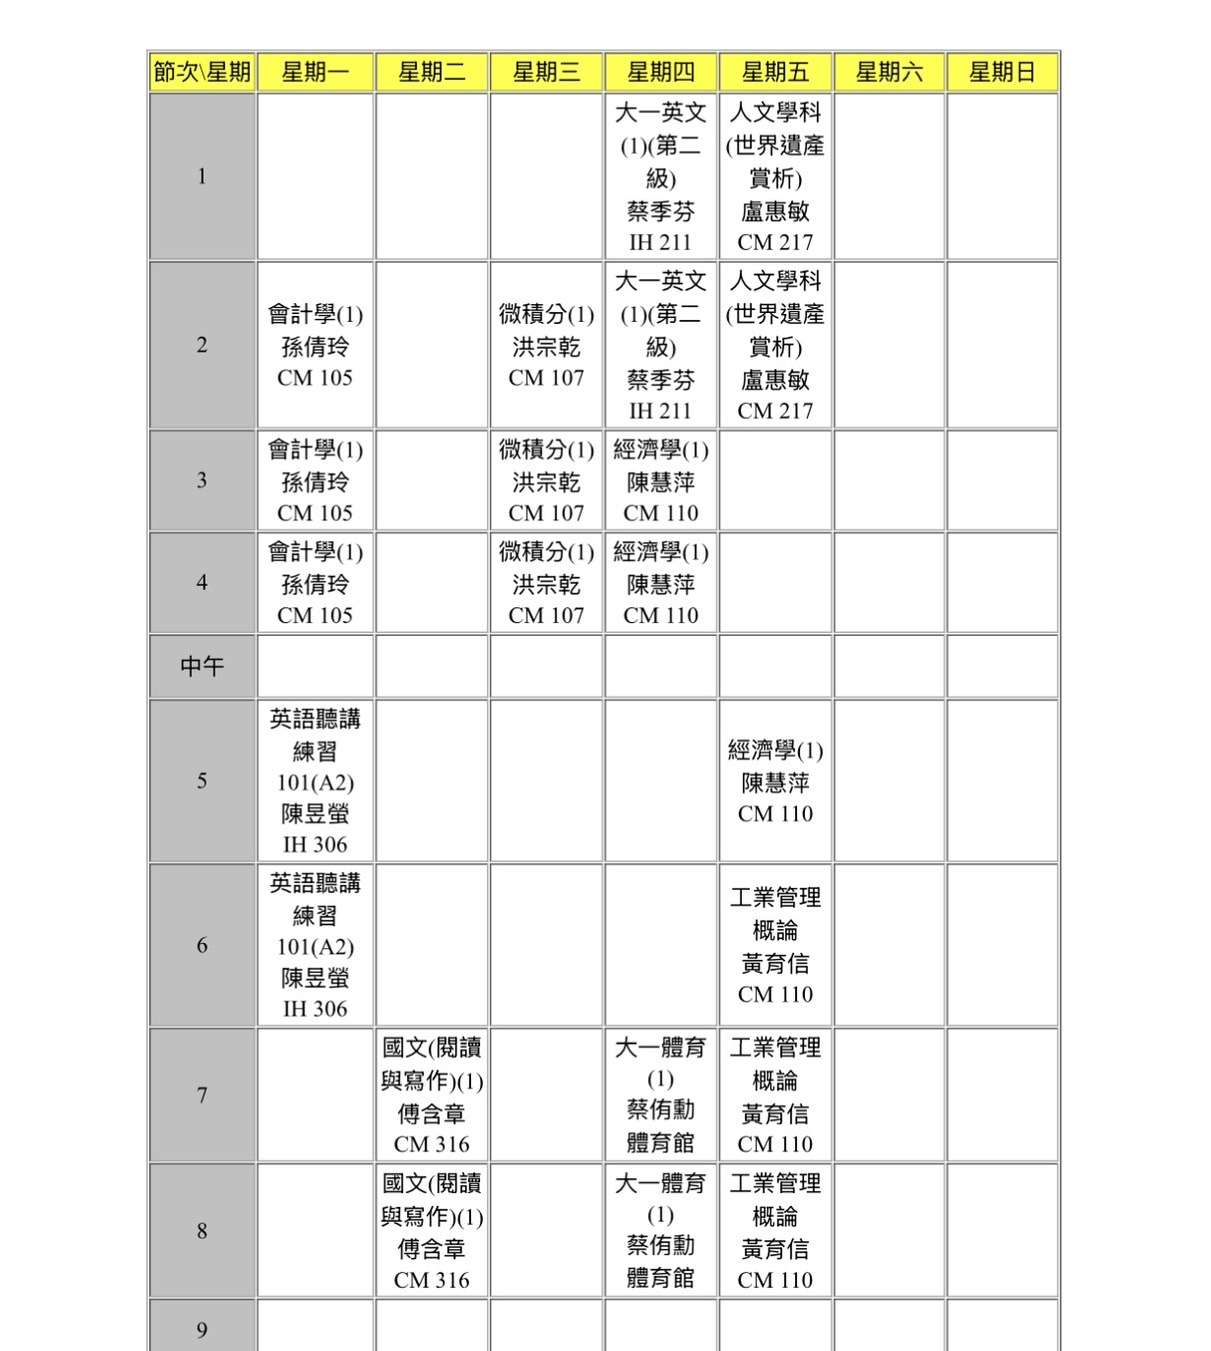 節次\星期 星期一 星期二 星期三 星期四 星期五 星期六 星期日
1
大一英文
(1)(第二
級)
蔡季芬
IH 211
人文學科
(世界遺產
賞析)
盧惠敏
CM 217
2
會計學(1)
孫倩玲
CM 105
微積分(1)
洪宗乾
CM 107
大一英文
(1)(第二
級)
蔡季芬
IH 211
人文學科
(世界遺產
賞析)
盧惠敏
CM 217
3
會計學(1)
孫倩玲
CM 105
微積分(1)
洪宗乾
CM 107
經濟學(1)
陳慧萍
CM 110
4
會計學(1)
孫倩玲
CM 105
微積分(1)
洪宗乾
CM 107
經濟學(1)
陳慧萍
CM 110
中午
5
英語聽講
練習
101(A2)
陳昱螢
IH 306
經濟學(1)
陳慧萍
CM 110
6
英語聽講
練習
101(A2)
陳昱螢
IH 306
工業管理
概論
黃育信
CM 110
7
國文(閱讀
與寫作)(1)
傅含章
CM 316
大一體育
(1)
蔡侑勳
體育館
工業管理
概論
黃育信
CM 110
8
國文(閱讀
與寫作)(1)
傅含章
CM 316
大一體育
(1)
蔡侑勳
體育館
工業管理
概論
黃育信
CM 110
9